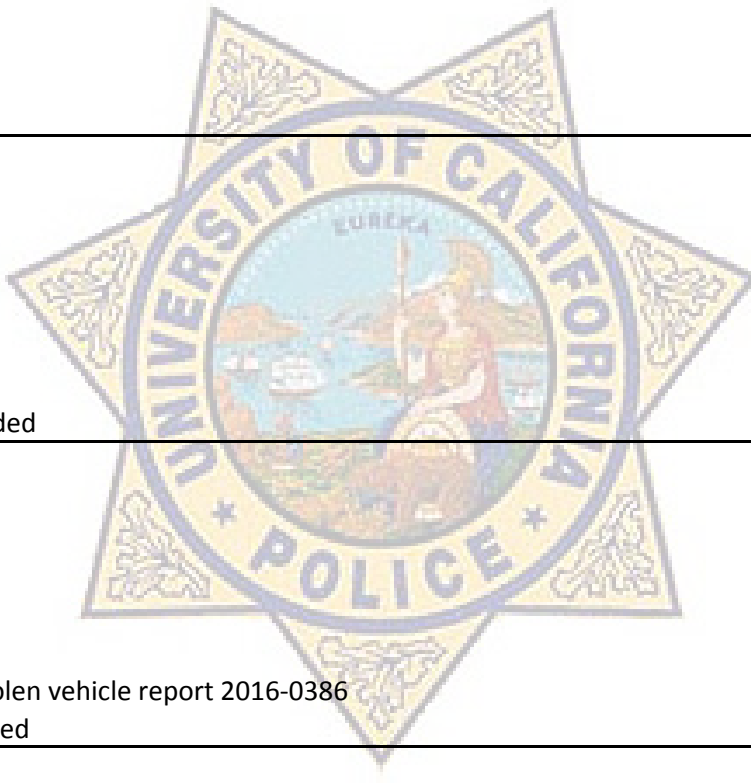 UNIVERSITY OF CALIFORNIA
EUREKA
ded
olen vehicle report 2016-0386
ed
POLICE